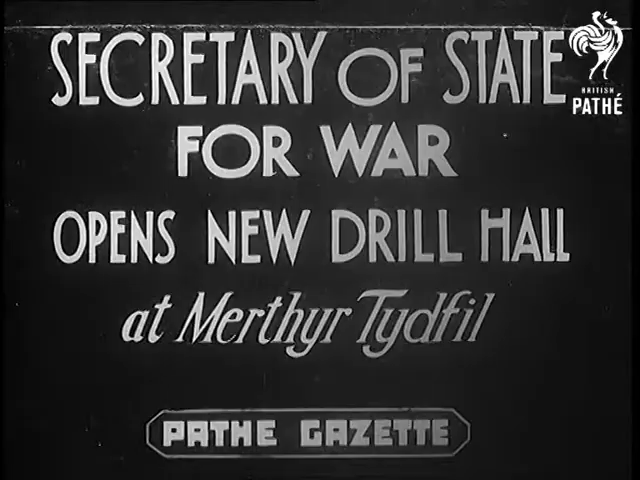 SECRETARY OF STATE
FOR WAR
OPENS NEW DRILL HALL
at Merthyr Tydfil
PATHE GAZETTE
BRITISH
PATHÉ